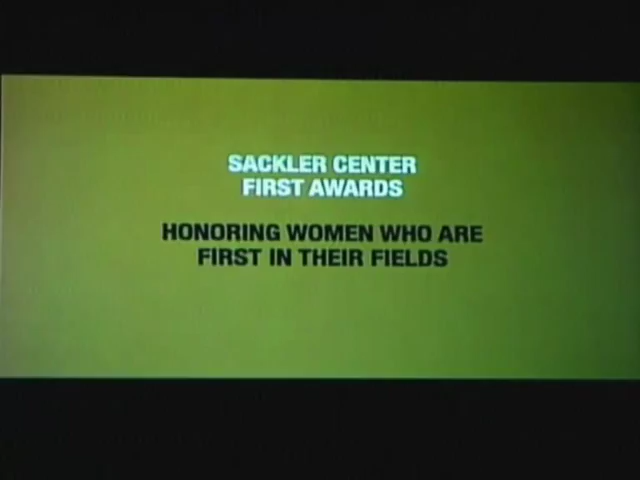 SACKLER CENTER
FIRST AWARDS
HONORING WOMEN WHO ARE
FIRST IN THEIR FIELDS